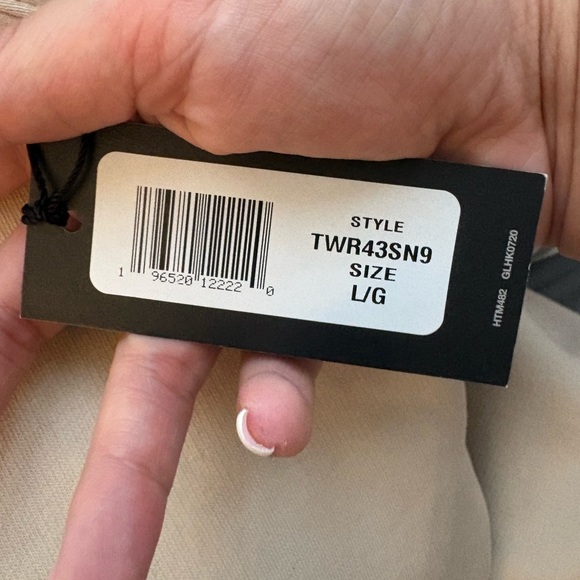 STYLE
TWR43SN9
SIZE
L/G
1 96520 12222 0
HTM482 GLHK0720